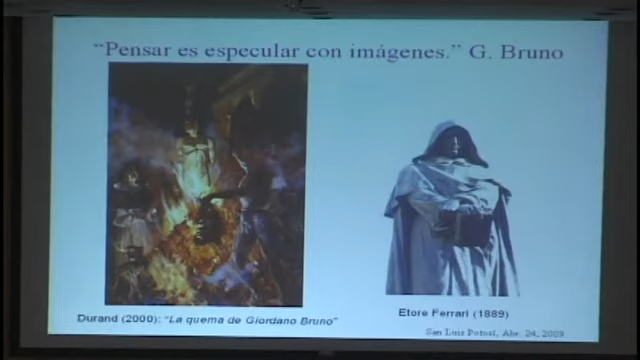 “Pensar es especular con imágenes.” G. Bruno
Durand (2000): “La quema de Giordano Bruno”
Etore Ferrari (1889)
San Luiz Potosí, Abr. 24, 2009